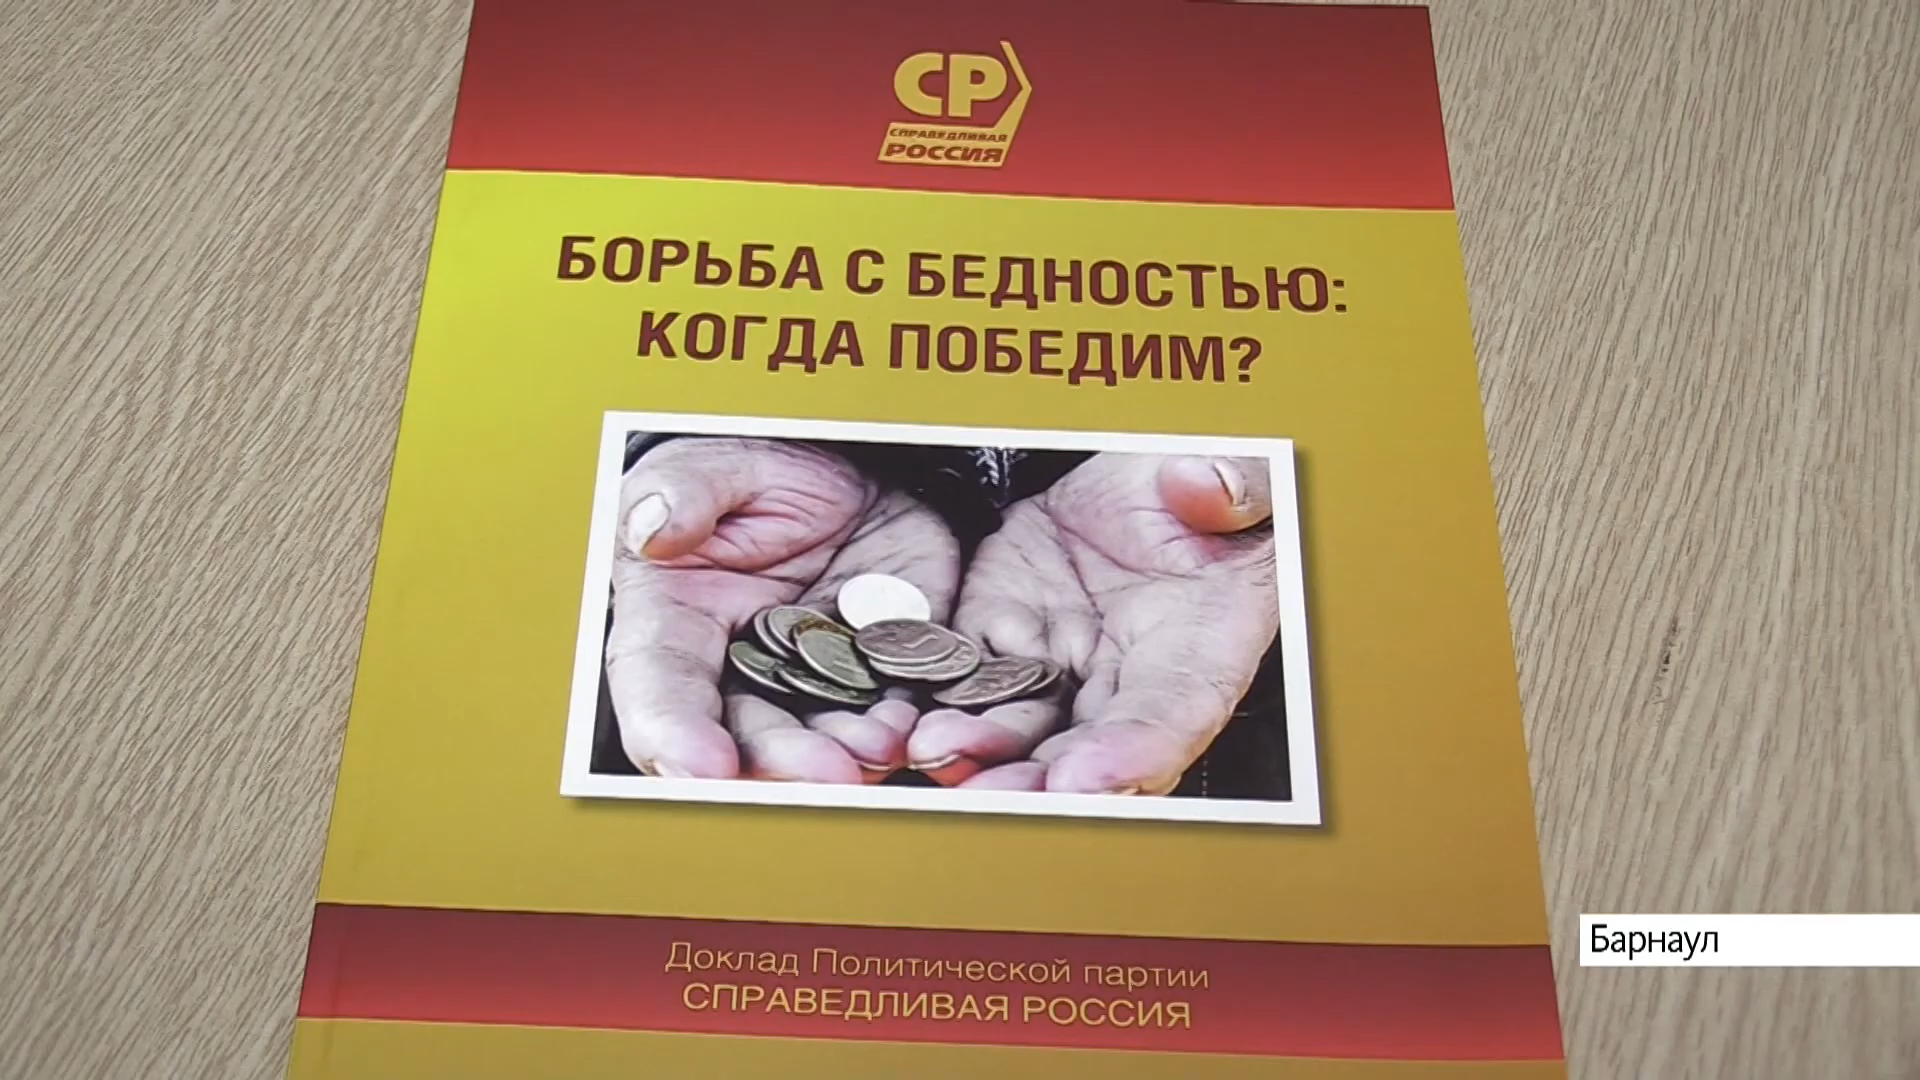 СР
СПРАВЕДЛИВАЯ
РОССИЯ
БОРЬБА С БЕДНОСТЬЮ:
КОГДА ПОБЕДИМ?
Доклад Политической партии
СПРАВЕДЛИВАЯ РОССИЯ
Барнаул